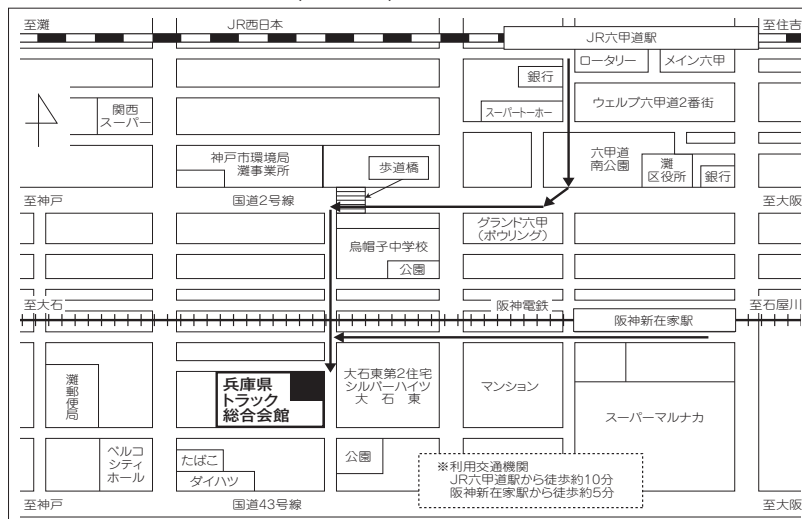 至灘
JR西日本
至住吉
JR六甲道駅
ロータリー
メイン六甲
銀行
ウェルブ六甲道2番街
スーパートーホー
関西
スーパー
神戸市環境局
灘事業所
歩道橋
六甲道
南公園
灘
区役所
銀行
至神戸
国道2号線
至大阪
グランド六甲
(ボウリング)
烏帽子中学校
公園
至大石
阪神電鉄
至石屋川
阪神新在家駅
灘郵便局
兵庫県
トラック
総合会館
大石東第2住宅
シルバーハイツ
大石東
マンション
スーパーマルナカ
ベルコ
シティ
ホール
たばこ
ダイハツ
公園
※利用交通機関
JR六甲道駅から徒歩約10分
阪神新在家駅から徒歩約5分
至神戸
国道43号線
至大阪